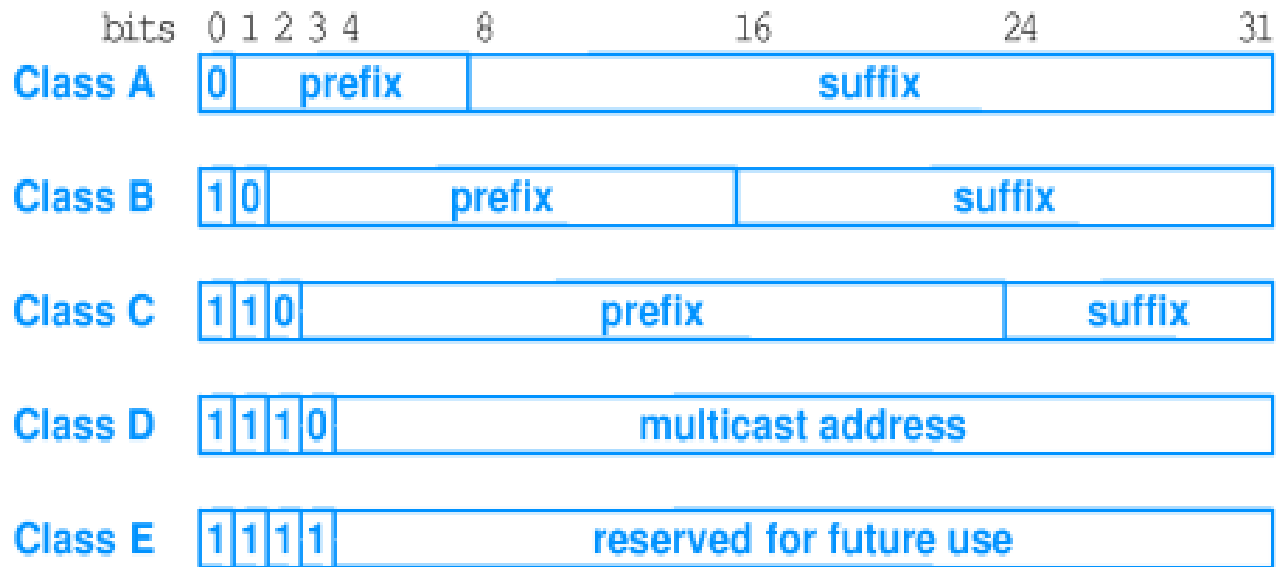 bits 0 1 2 3 4 8 16 24 31
Class A 0 prefix suffix
Class B 1 0 prefix suffix
Class C 1 1 0 prefix suffix
Class D 1 1 1 0 multicast address
Class E 1 1 1 1 reserved for future use